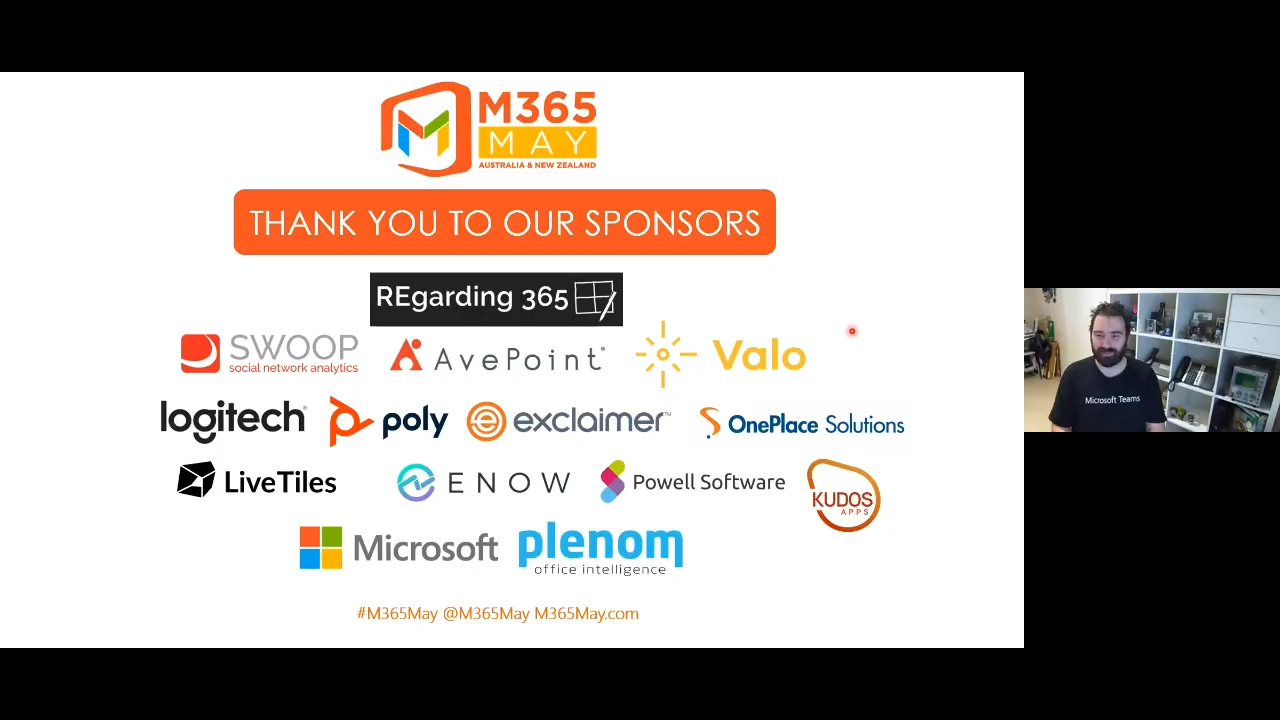 M365
MAY
AUSTRALIA & NEW ZEALAND
THANK YOU TO OUR SPONSORS
REgarding 365
SWOOP
social network analytics
AvePoint®
Valo
logitech®
poly
exclaimer™
OnePlace Solutions
LiveTiles
ENOW
Powell Software
KUDOS
APPS
Microsoft
plenom
office intelligence
#M365May @M365May M365May.com
Microsoft Teams